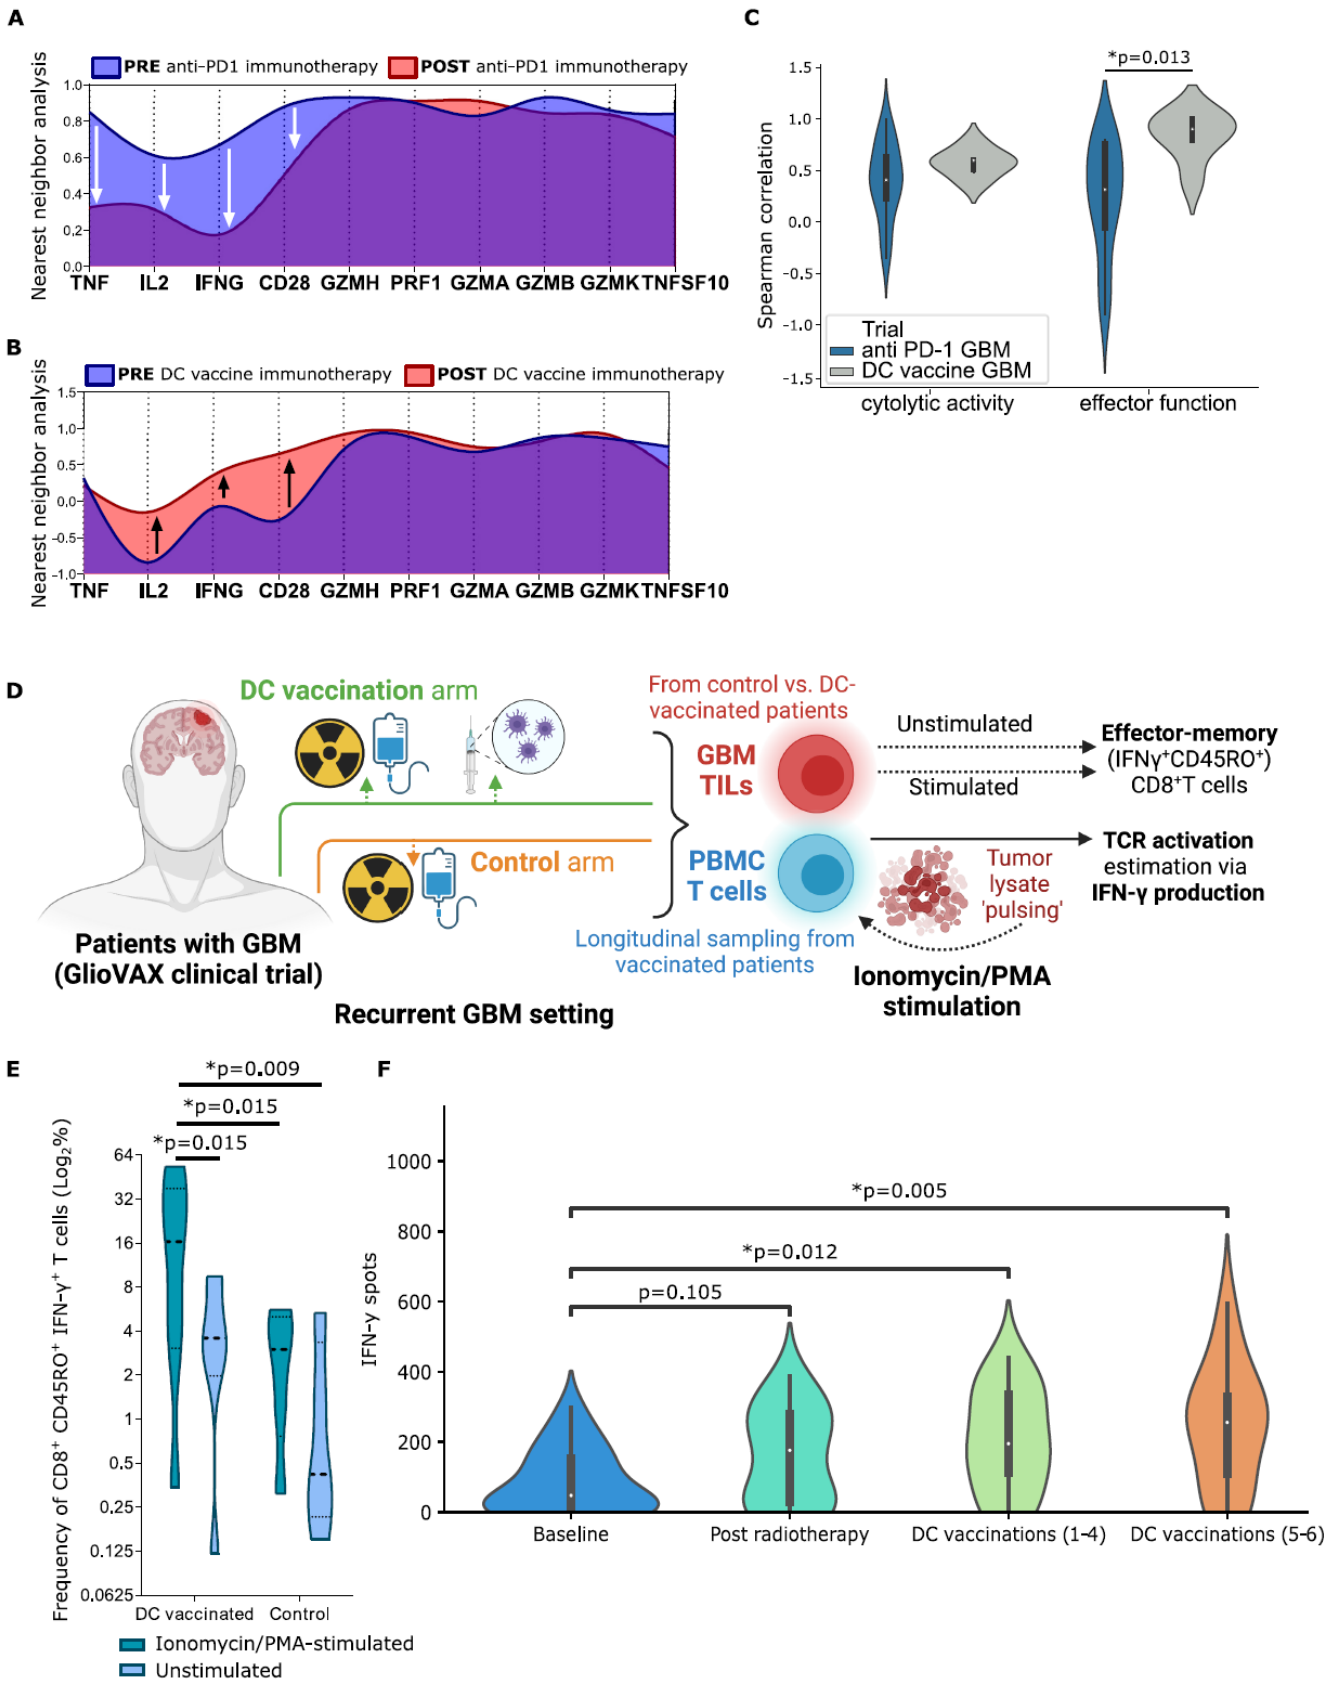 A
PRE anti-PD1 immunotherapy
POST anti-PD1 immunotherapy
Nearest neighbor analysis
1.0
0.8
0.6
0.4
0.2
0.0
TNF IL2 IFNG CD28 GZMH PRF1 GZMA GZMB GZMK TNFSF10
B
PRE DC vaccine immunotherapy
POST DC vaccine immunotherapy
Nearest neighbor analysis
1.5
1.0
0.5
0.0
-0.5
-1.0
TNF IL2 IFNG CD28 GZMH PRF1 GZMA GZMB GZMK TNFSF10
C
*p=0.013
Spearman correlation
1.5
1.0
0.5
0.0
−0.5
−1.0
−1.5
Trial
anti PD-1 GBM
DC vaccine GBM
cytolytic activity
effector function
D
DC vaccination arm
Control arm
Patients with GBM
(GlioVAX clinical trial)
Recurrent GBM setting
From control vs. DC-
vaccinated patients
GBM
TILs
PBMC
T cells
Longitudinal sampling from
vaccinated patients
Unstimulated
Stimulated
Effector-memory
(IFNγ⁺CD45RO⁺)
CD8⁺T cells
Tumor
lysate
'pulsing'
TCR activation
estimation via
IFN-γ production
Ionomycin/PMA
stimulation
E
*p=0.009
*p=0.015
*p=0.015
Frequency of CD8⁺ CD45RO⁺ IFN-γ⁺ T cells (Log₂%)
64
32
16
8
4
2
1
0.5
0.25
0.125
0.0625
DC vaccinated
Control
Ionomycin/PMA-stimulated
Unstimulated
F
IFN-γ spots
1000
800
600
400
200
0
*p=0.005
*p=0.012
p=0.105
Baseline
Post radiotherapy
DC vaccinations (1-4)
DC vaccinations (5-6)